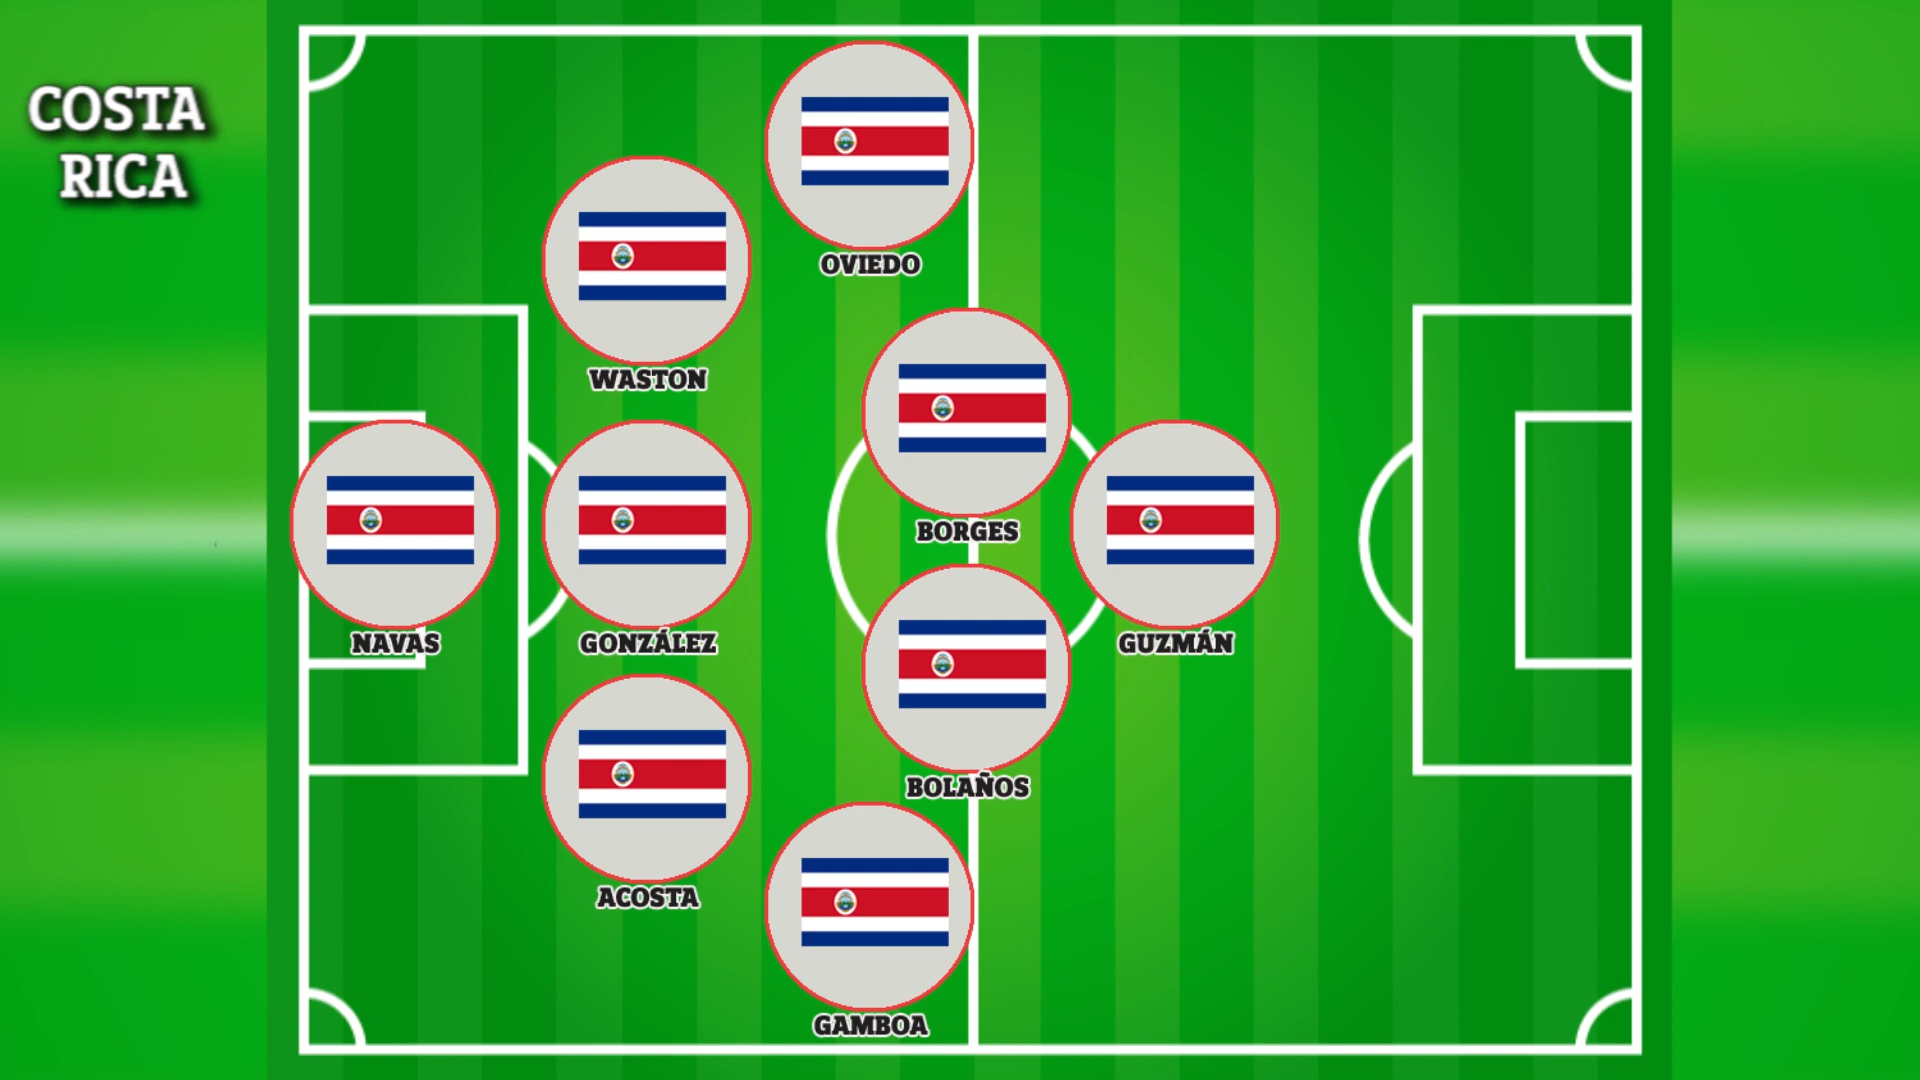 COSTA
RICA
OVIEDO
WASTON
BORGES
NAVAS
GONZÁLEZ
GUZMÁN
BOLAÑOS
ACOSTA
GAMBOA